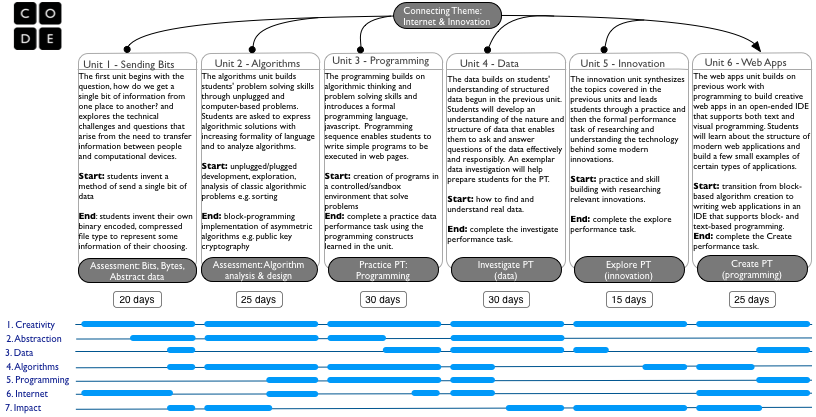 C O
D E
Connecting Theme:
Internet & Innovation
Unit 1 - Sending Bits
The first unit begins with the
question, how do we get a
single bit of information from
one place to another? and
explores the technical
challenges and questions that
arise from the need to transfer
information between people
and computational devices.
Start: students invent a
method of send a single bit of
data
End: students invent their own
binary encoded, compressed
file type to represent some
information of their choosing.
Assessment: Bits, Bytes,
Abstract data
20 days
Unit 2 - Algorithms
The algorithms unit builds
students' problem solving skills
through unplugged and
computer-based problems.
Students are asked to express
algorithmic solutions with
increasing formality of language
and to analyze algorithms.
Start: unplugged/plugged
development, exploration,
analysis of classic algorithmic
problems e.g. sorting
End: block-programming
implementation of asymmetric
algorithms e.g. public key
cryptography
Assessment: Algorithm
analysis & design
25 days
Unit 3 - Programming
The programming builds on
algorithmic thinking and
problem solving skills and
introduces a formal
programming language,
javascript. Programming
sequence enables students to
write simple programs to be
executed in web pages.
Start: creation of programs in
a controlled/sandbox
environment that solve
problems
End: complete a practice data
performance task using the
programming constructs
learned in the unit.
Practice PT:
Programming
30 days
Unit 4 - Data
The data builds on students'
understanding of structured
data begun in the previous unit.
Students will develop an
understanding of the nature and
structure of data that enables
them to ask and answer
questions of the data effectively
and responsibly. An exemplar
data investigation will help
prepare students for the PT.
Start: how to find and
understand real data.
End: complete the investigate
performance task.
Investigate PT
(data)
30 days
Unit 5 - Innovation
The innovation unit synthesizes
the topics covered in the
previous units and leads
students through a practice and
then the formal performance
task of researching and
understanding the technology
behind some modern
innovations.
Start: practice and skill
building with researching
relevant innovations.
End: complete the explore
performance task.
Explore PT
(innovation)
15 days
Unit 6 - Web Apps
The web apps unit builds on
previous work with
programming to build creative
web apps in an open-ended IDE
that supports both text and
visual programming. Students
will learn about the structure of
modern web applications and
build a few small examples of
certain types of applications.
Start: transition from block-
based algorithm creation to
writing web applications in an
IDE that supports block- and
text-based programming.
End: complete the Create
performance task.
Create PT
(programming)
25 days
1. Creativity
2. Abstraction
3. Data
4. Algorithms
5. Programming
6. Internet
7. Impact